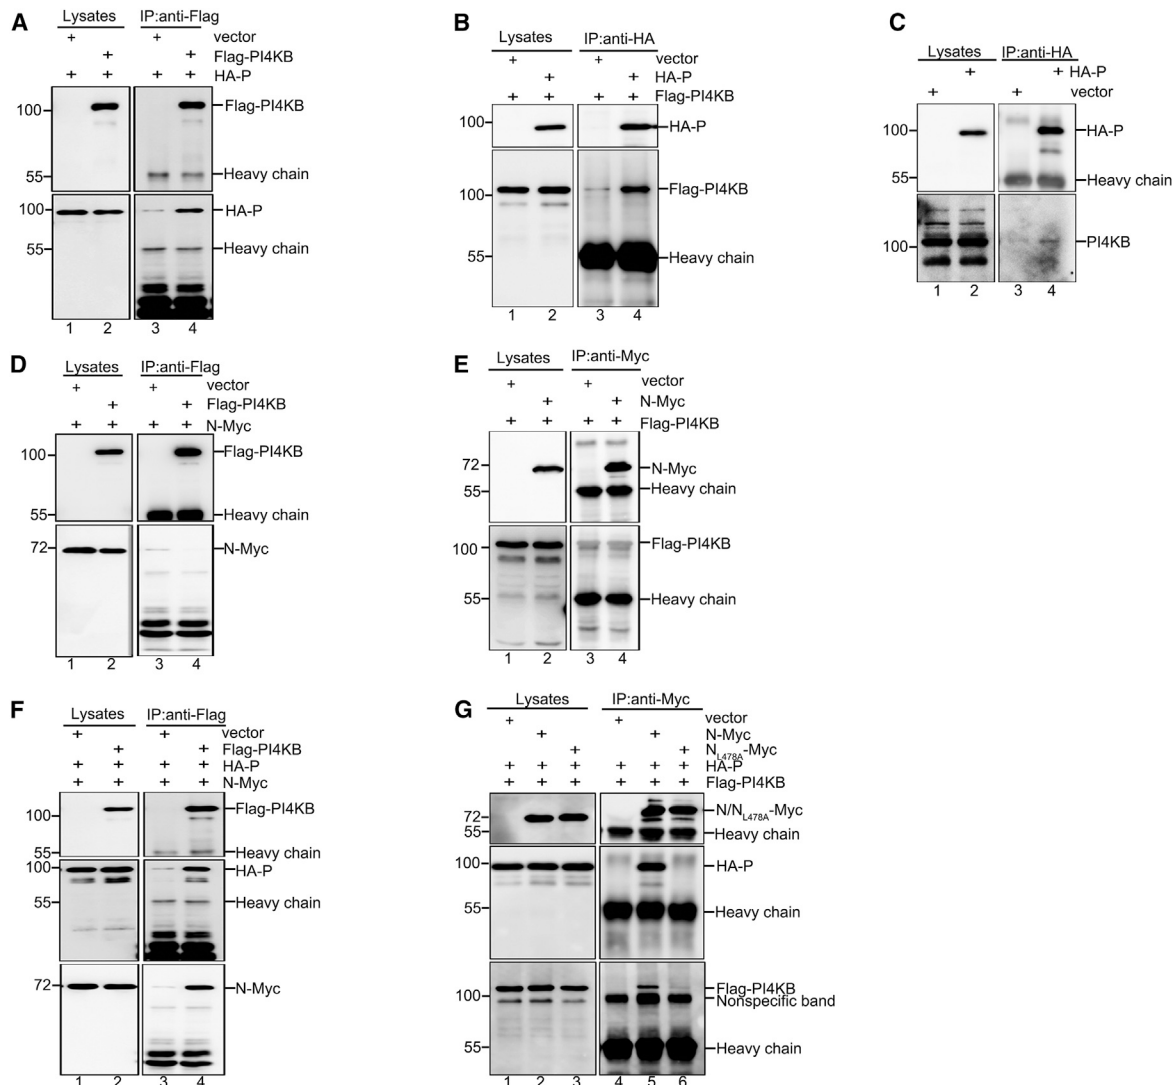 A
Lysates IP:anti-Flag
+ + vector
+ + Flag-PI4KB
+ + + + HA-P
100 Flag-PI4KB
55 Heavy chain
100 HA-P
55 Heavy chain
1 2 3 4
B
Lysates IP:anti-HA
+ + vector
+ + HA-P
+ + + + Flag-PI4KB
100 HA-P
100 Flag-PI4KB
55 Heavy chain
1 2 3 4
C
Lysates IP:anti-HA
+ + HA-P
+ + vector
100 HA-P
55 Heavy chain
100 PI4KB
1 2 3 4
D
Lysates IP:anti-Flag
+ + vector
+ + Flag-PI4KB
+ + + + N-Myc
100 Flag-PI4KB
55 Heavy chain
72 N-Myc
1 2 3 4
E
Lysates IP:anti-Myc
+ + vector
+ + N-Myc
+ + + + Flag-PI4KB
72 N-Myc
55 Heavy chain
100 Flag-PI4KB
55 Heavy chain
1 2 3 4
F
Lysates IP:anti-Flag
+ + vector
+ + Flag-PI4KB
+ + + + HA-P
+ + + + N-Myc
100 Flag-PI4KB
55 Heavy chain
100 HA-P
55 Heavy chain
72 N-Myc
1 2 3 4
G
Lysates IP:anti-Myc
+ + vector
+ + N-Myc
+ + NL478A-Myc
+ + + + + + HA-P
+ + + + + + Flag-PI4KB
72 N/NL478A-Myc
55 Heavy chain
100 HA-P
55 Heavy chain
Flag-PI4KB
100 Nonspecific band
55 Heavy chain
1 2 3 4 5 6